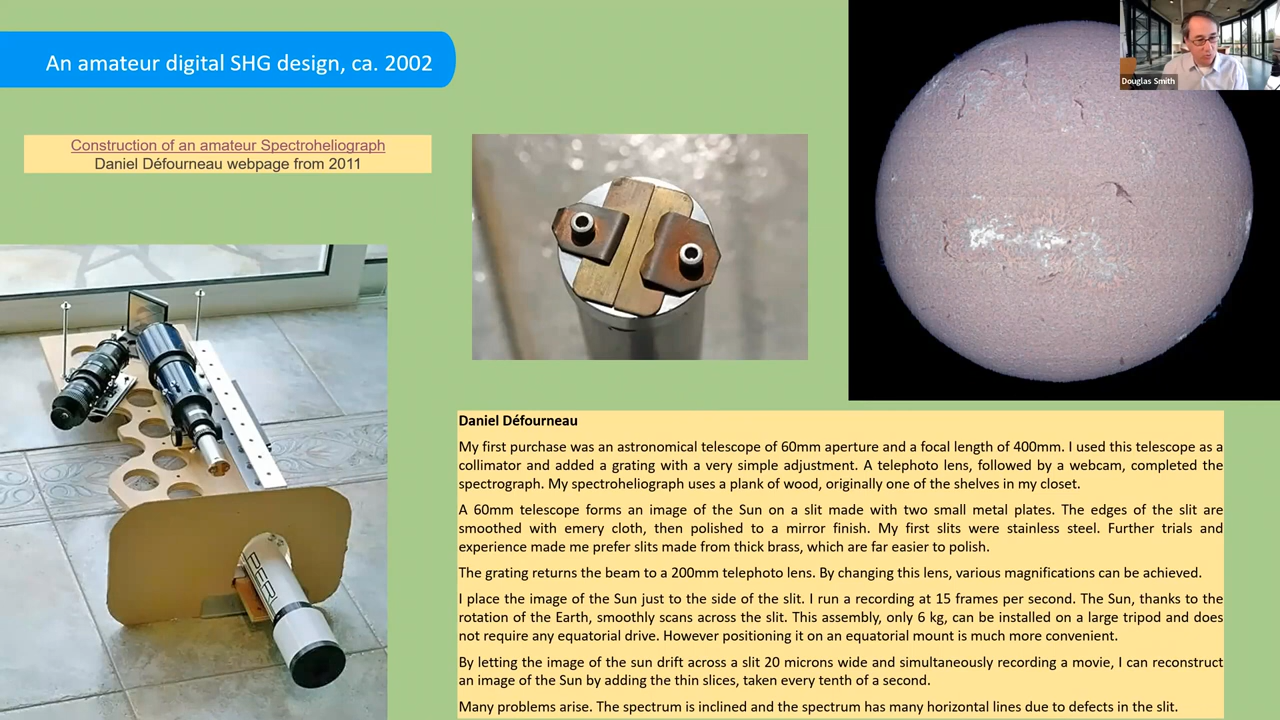 An amateur digital SHG design, ca. 2002
Douglas Smith
Construction of an amateur Spectroheliograph
Daniel Défourneau webpage from 2011
PERL
Daniel Défourneau
My first purchase was an astronomical telescope of 60mm aperture and a focal length of 400mm. I used this telescope as a
collimator and added a grating with a very simple adjustment. A telephoto lens, followed by a webcam, completed the
spectrograph. My spectroheliograph uses a plank of wood, originally one of the shelves in my closet.
A 60mm telescope forms an image of the Sun on a slit made with two small metal plates. The edges of the slit are
smoothed with emery cloth, then polished to a mirror finish. My first slits were stainless steel. Further trials and
experience made me prefer slits made from thick brass, which are far easier to polish.
The grating returns the beam to a 200mm telephoto lens. By changing this lens, various magnifications can be achieved.
I place the image of the Sun just to the side of the slit. I run a recording at 15 frames per second. The Sun, thanks to the
rotation of the Earth, smoothly scans across the slit. This assembly, only 6 kg, can be installed on a large tripod and does
not require any equatorial drive. However positioning it on an equatorial mount is much more convenient.
By letting the image of the sun drift across a slit 20 microns wide and simultaneously recording a movie, I can reconstruct
an image of the Sun by adding the thin slices, taken every tenth of a second.
Many problems arise. The spectrum is inclined and the spectrum has many horizontal lines due to defects in the slit.